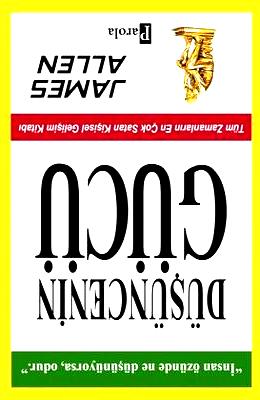 "İnsan özünde ne düşünüyorsa, odur."
DÜŞÜNCENİN
GÜCÜ
Tüm Zamanların En Çok Satan Kişisel Gelişim Kitabı
JAMES
ALLEN
Parola